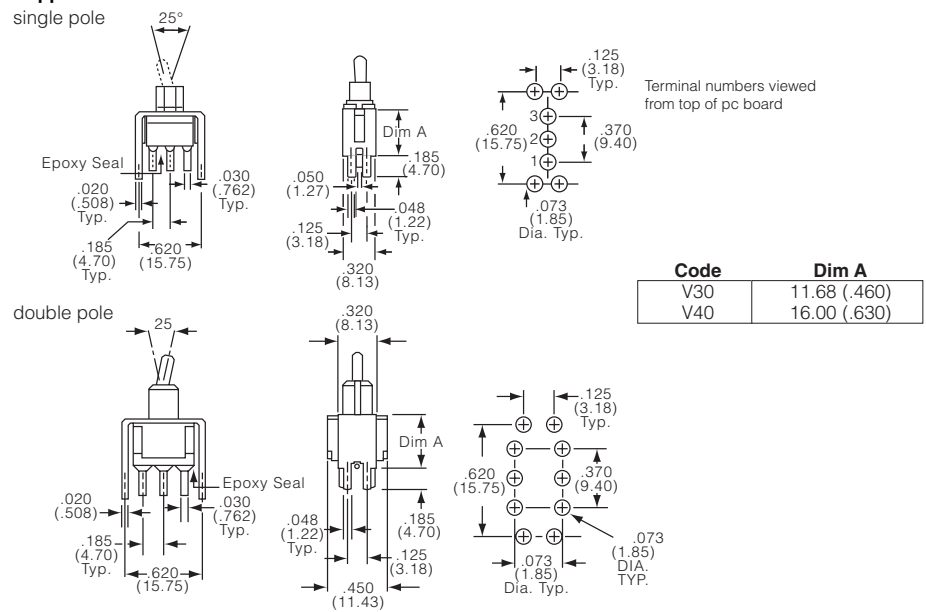 single pole
25°
Epoxy Seal
.020
(.508)
Typ.
.030
(.762)
Typ.
.185
(4.70)
Typ.
.620
(15.75)
Dim A
.185
(4.70)
.050
(1.27)
.048
(1.22)
Typ.
.125
(3.18)
.320
(8.13)
.125
(3.18)
Typ.
Terminal numbers viewed
from top of pc board
3
2
1
.620
(15.75)
.370
(9.40)
.073
(1.85)
Dia. Typ.
Code Dim A
V30 11.68 (.460)
V40 16.00 (.630)
double pole
25
Epoxy Seal
.020
(.508)
.030
(.762)
Typ.
.185
(4.70)
Typ.
.620
(15.75)
.320
(8.13)
Dim A
.048
(1.22)
Typ.
.185
(4.70)
.125
(3.18)
.450
(11.43)
.125
(3.18)
Typ.
.620
(15.75)
.370
(9.40)
.073
(1.85)
Dia. Typ.
.073
(1.85)
DIA.
TYP.